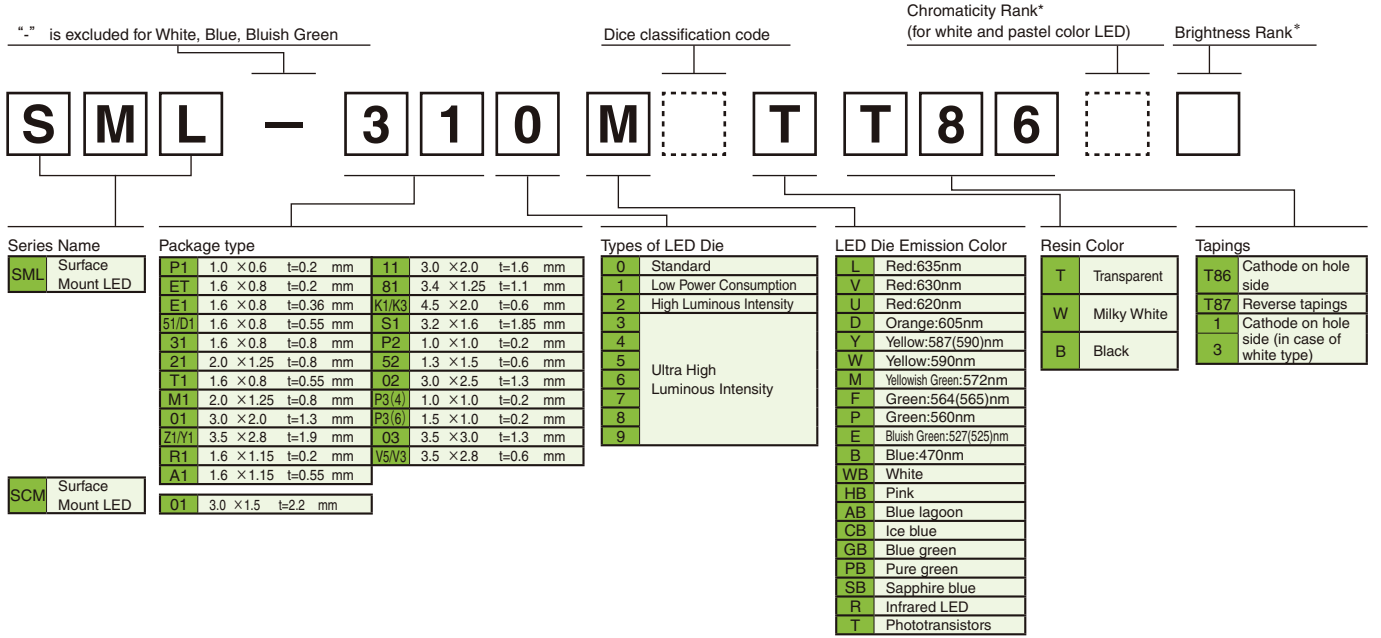 “-” is excluded for White, Blue, Bluish Green
Dice classification code
Chromaticity Rank*
(for white and pastel color LED)
Brightness Rank*
S M L – 3 1 0 M T T 8 6
Series Name
SML Surface
Mount LED
SCM Surface
Mount LED
Package type
P1 1.0 ×0.6 t=0.2 mm
ET 1.6 ×0.8 t=0.2 mm
E1 1.6 ×0.8 t=0.36 mm
51/D1 1.6 ×0.8 t=0.55 mm
31 1.6 ×0.8 t=0.8 mm
21 2.0 ×1.25 t=0.8 mm
T1 1.6 ×0.8 t=0.55 mm
M1 2.0 ×1.25 t=0.8 mm
01 3.0 ×2.0 t=1.3 mm
Z1/Y1 3.5 ×2.8 t=1.9 mm
R1 1.6 ×1.15 t=0.2 mm
A1 1.6 ×1.15 t=0.55 mm
11 3.0 ×2.0 t=1.6 mm
81 3.4 ×1.25 t=1.1 mm
K1/K3 4.5 ×2.0 t=0.6 mm
S1 3.2 ×1.6 t=1.85 mm
P2 1.0 ×1.0 t=0.2 mm
52 1.3 ×1.5 t=0.6 mm
02 3.0 ×2.5 t=1.3 mm
P3(4) 1.0 ×1.0 t=0.2 mm
P3(6) 1.5 ×1.0 t=0.2 mm
03 3.5 ×3.0 t=1.3 mm
V5/V3 3.5 ×2.8 t=0.6 mm
01 3.0 ×1.5 t=2.2 mm
Types of LED Die
0 Standard
1 Low Power Consumption
2 High Luminous Intensity
3
4
5
6
7
8
9
Ultra High
Luminous Intensity
LED Die Emission Color
L Red:635nm
V Red:630nm
U Red:620nm
D Orange:605nm
Y Yellow:587(590)nm
W Yellow:590nm
M Yellowish Green:572nm
F Green:564(565)nm
P Green:560nm
E Bluish Green:527(525)nm
B Blue:470nm
WB White
HB Pink
AB Blue lagoon
CB Ice blue
GB Blue green
PB Pure green
SB Sapphire blue
R Infrared LED
T Phototransistors
Resin Color
T Transparent
W Milky White
B Black
Tapings
T86 Cathode on hole
side
T87 Reverse tapings
1 Cathode on hole
side (in case of
3 white type)